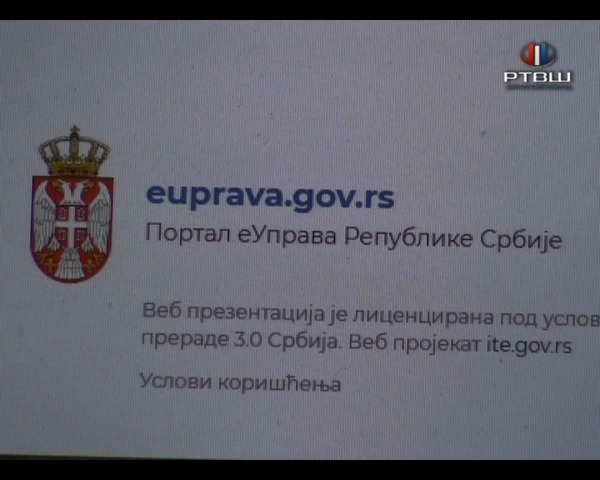 РТВШ
euprava.gov.rs
Портал еУправа Републике Србије
Веб презентација је лиценцирана под услов
прераде 3.0 Србија. Веб пројекат ite.gov.rs
Услови коришћења